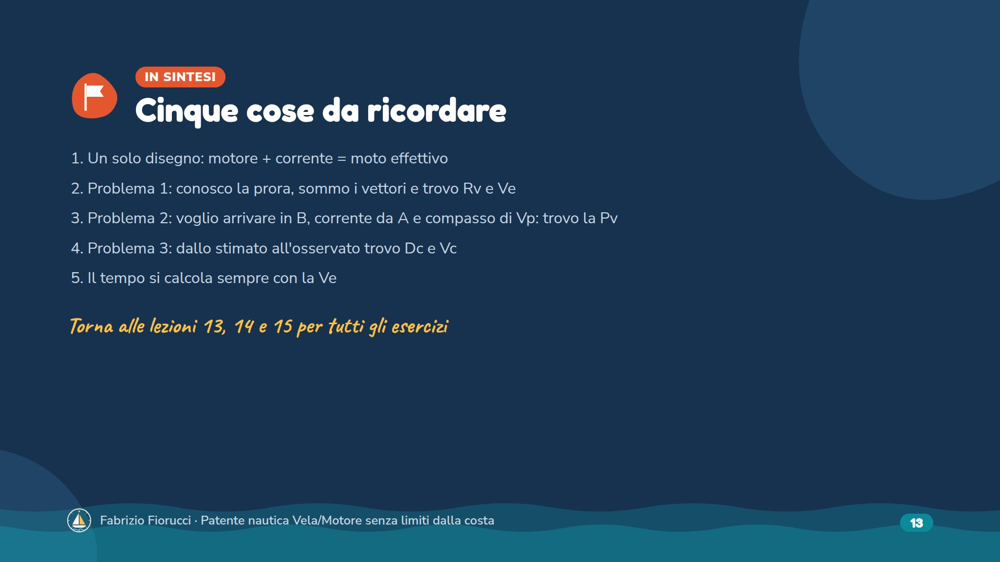 IN SINTESI
Cinque cose da ricordare
1. Un solo disegno: motore + corrente = moto effettivo
2. Problema 1: conosco la prora, sommo i vettori e trovo Rv e Ve
3. Problema 2: voglio arrivare in B, corrente da A e compasso di Vp: trovo la Pv
4. Problema 3: dallo stimato all'osservato trovo Dc e Vc
5. Il tempo si calcola sempre con la Ve
Torna alle lezioni 13, 14 e 15 per tutti gli esercizi
Fabrizio Fiorucci · Patente nautica Vela/Motore senza limiti dalla costa
13